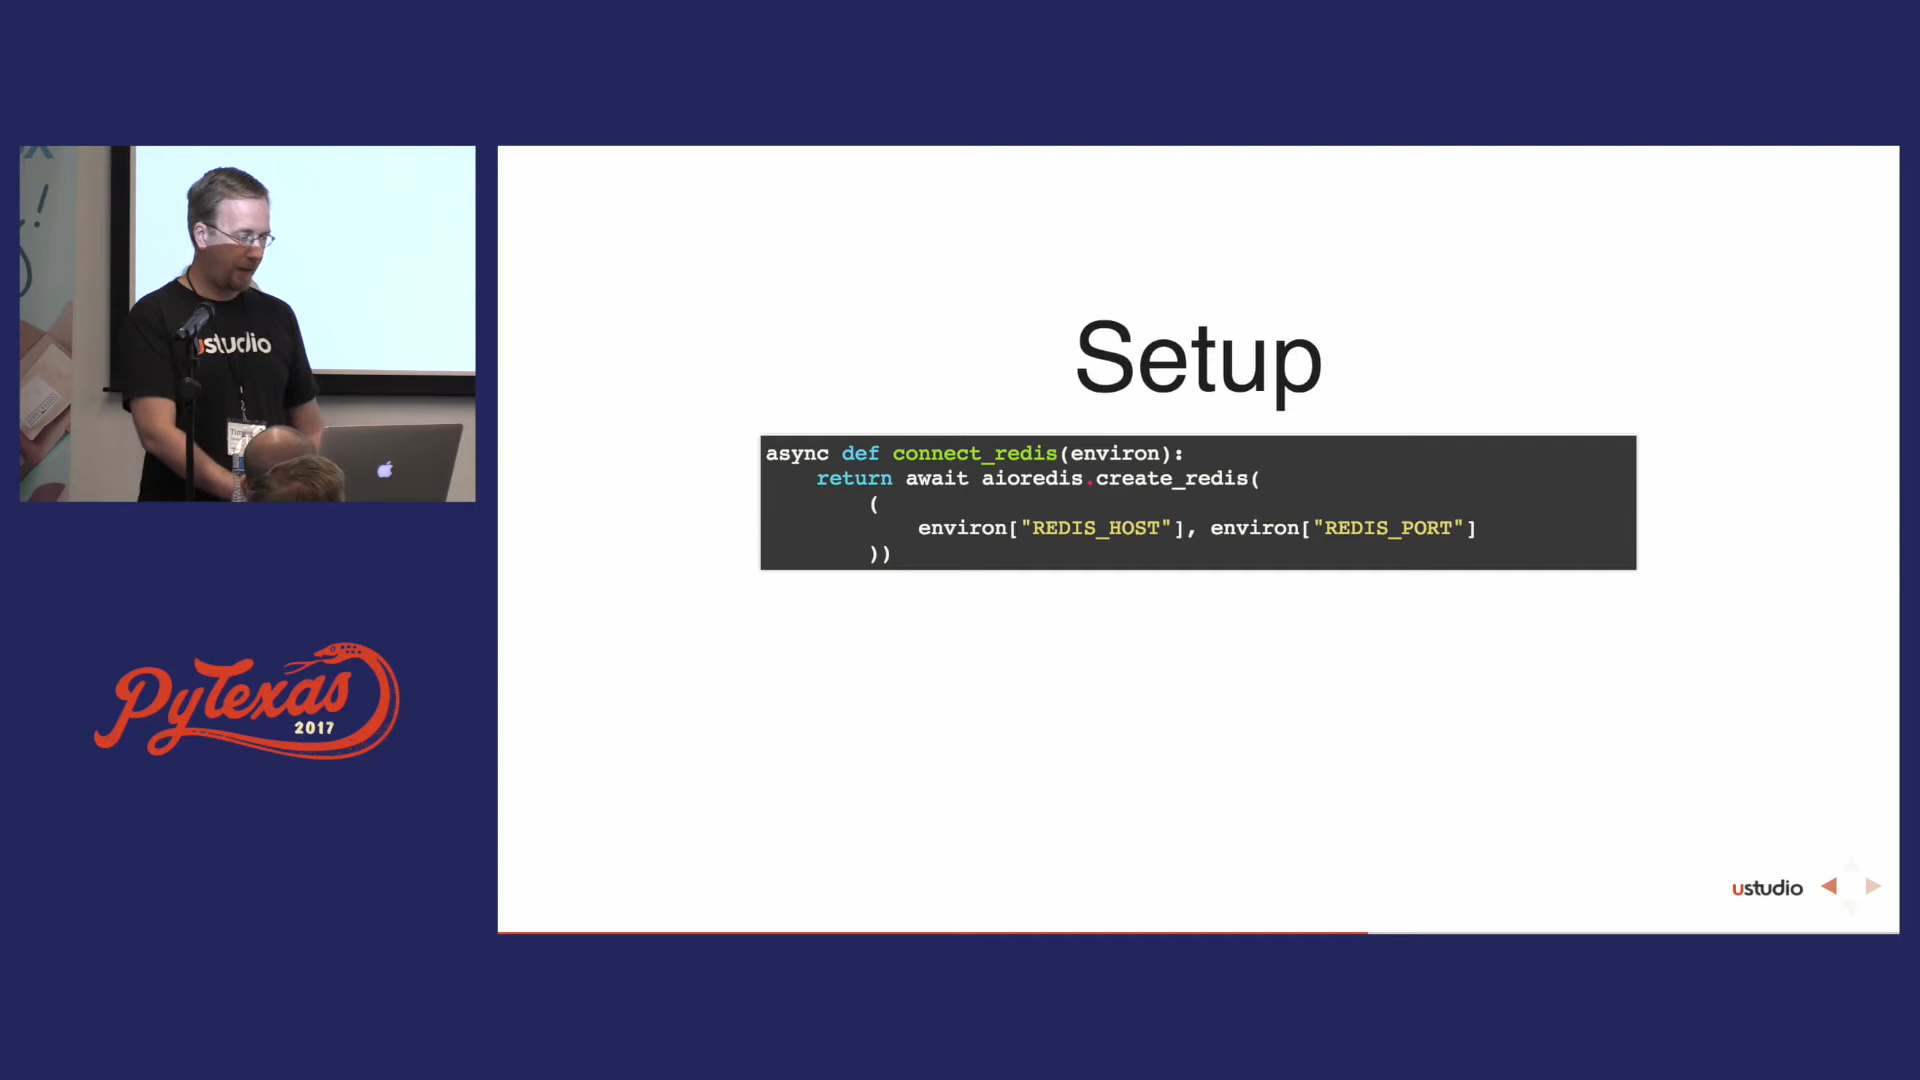 ustudio
Setup
async def connect_redis(environ):
    return await aioredis.create_redis(
        (
            environ["REDIS_HOST"], environ["REDIS_PORT"]
        ))
PyTexas
2017
ustudio